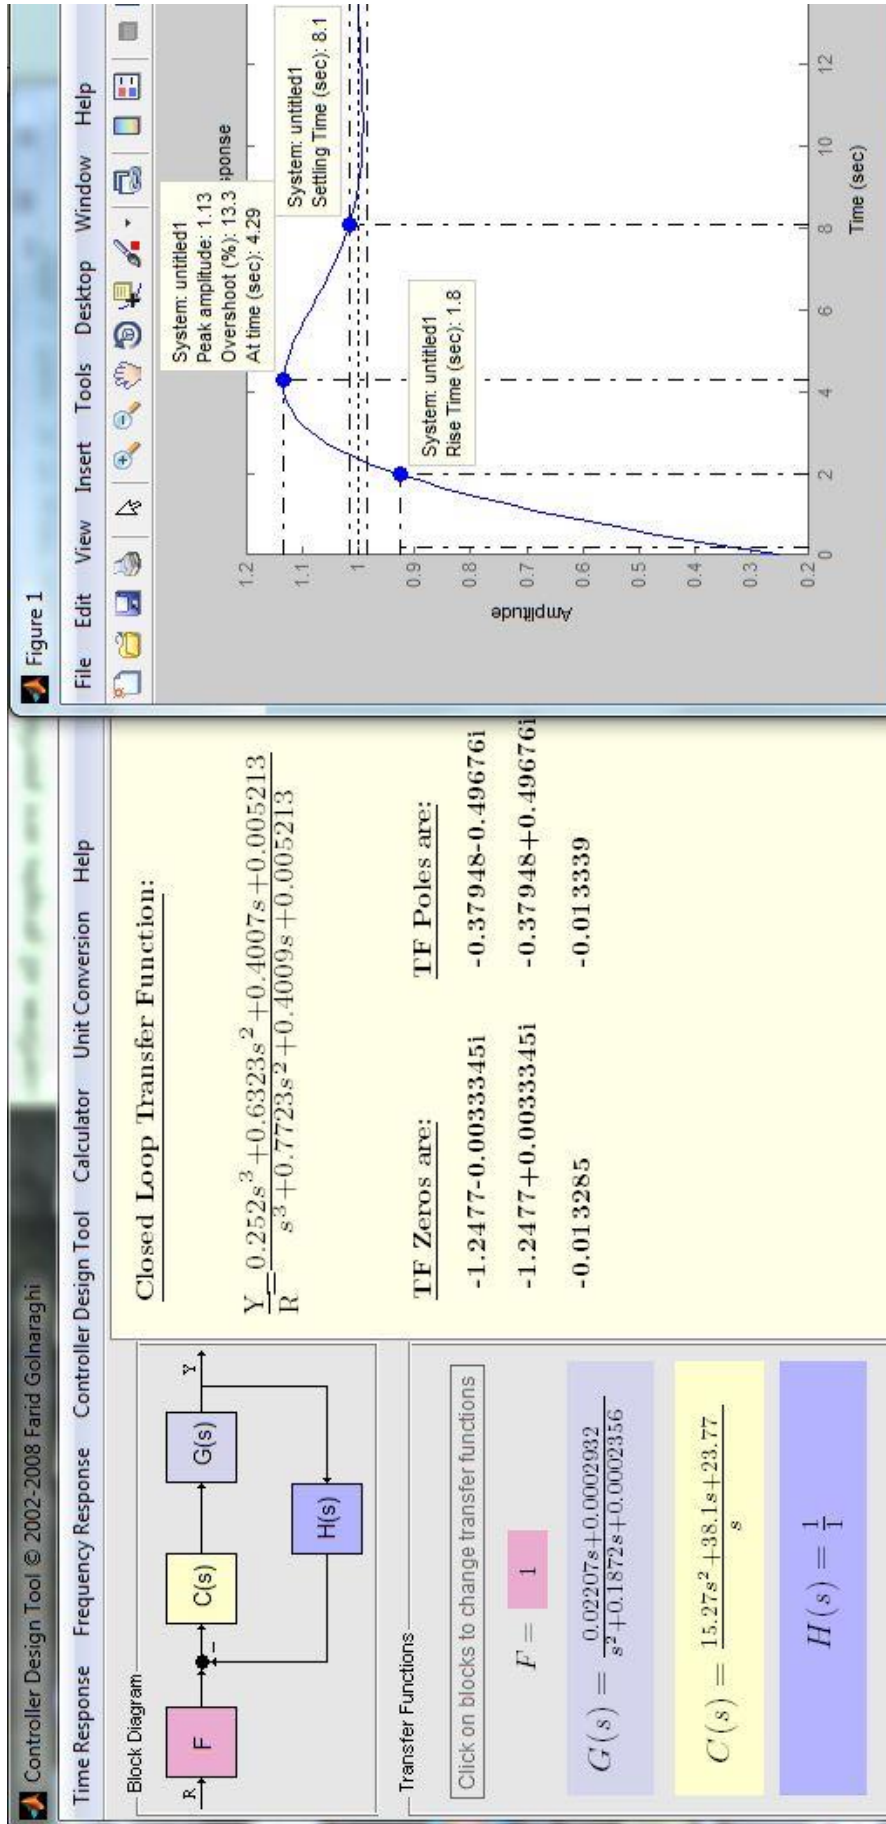 Controller Design Tool © 2002-2008 Farid Golnaraghi
Time Response Frequency Response Controller Design Tool Calculator Unit Conversion Help
Block Diagram
R
F
C(s)
G(s)
Y
-
H(s)
Transfer Functions
Click on blocks to change transfer functions
F = 1
G(s) = \frac{0.02207s+0.0002932}{s^2+0.1872s+0.0002356}
C(s) = \frac{15.27s^2+38.1s+23.77}{s}
H(s) = \frac{1}{1}
Closed Loop Transfer Function:
\frac{Y}{R} = \frac{0.252s^3+0.6323s^2+0.4007s+0.005213}{s^3+0.7723s^2+0.4009s+0.005213}
TF Zeros are: TF Poles are:
-1.2477-0.0033345i -0.37948-0.49676i
-1.2477+0.0033345i -0.37948+0.49676i
-0.013285 -0.013339
Figure 1
File Edit View Insert Tools Desktop Window Help
System: untitled1
Peak amplitude: 1.13
Overshoot (%): 13.3
At time (sec): 4.29
sponse
System: untitled1
Settling Time (sec): 8.1
System: untitled1
Rise Time (sec): 1.8
1.2
1.1
1
0.9
0.8
0.7
0.6
0.5
0.4
0.3
0.2
Amplitude
0 2 4 6 8 10 12
Time (sec)